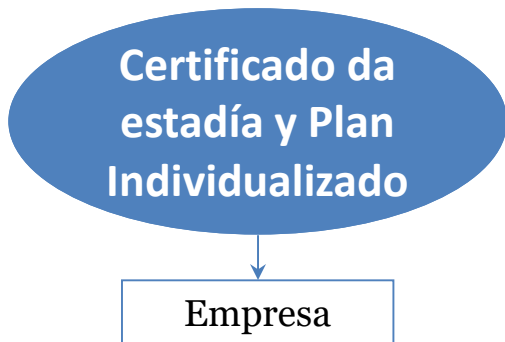 Certificado da
estadía y Plan
Individualizado
Empresa